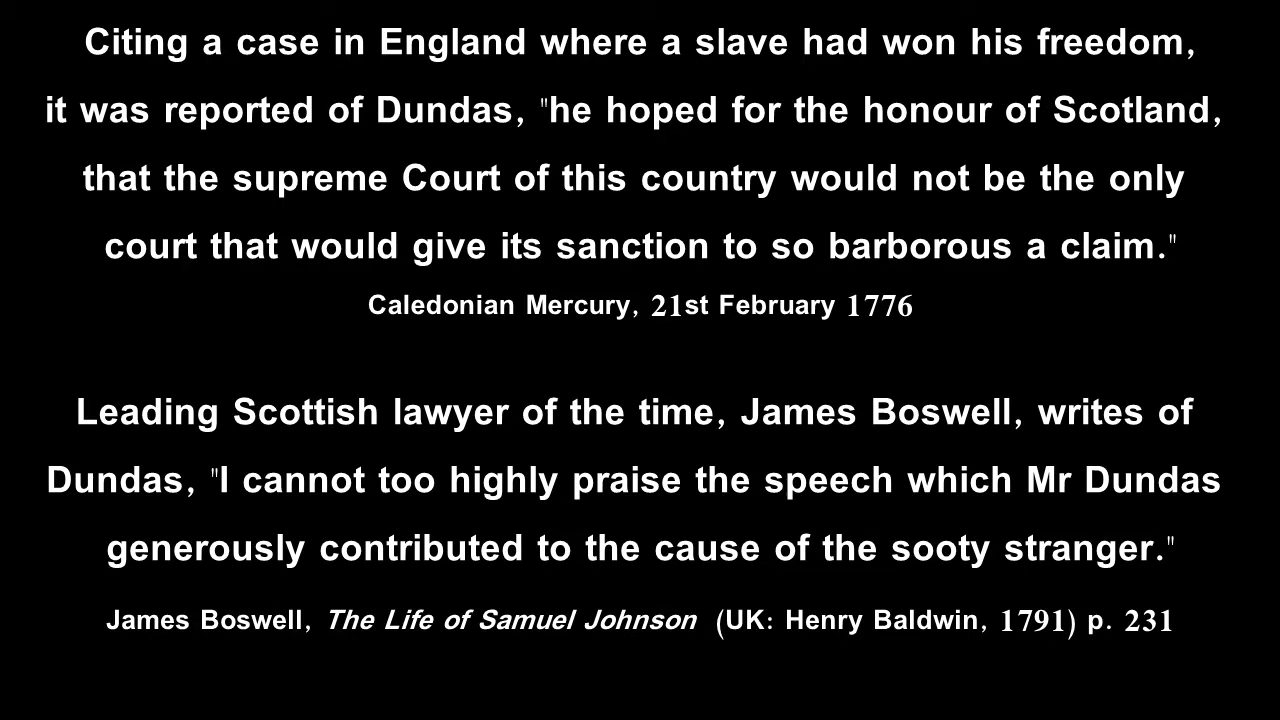 Citing a case in England where a slave had won his freedom,
it was reported of Dundas, "he hoped for the honour of Scotland,
that the supreme Court of this country would not be the only
court that would give its sanction to so barborous a claim."
Caledonian Mercury, 21st February 1776
Leading Scottish lawyer of the time, James Boswell, writes of
Dundas, "I cannot too highly praise the speech which Mr Dundas
generously contributed to the cause of the sooty stranger."
James Boswell, The Life of Samuel Johnson (UK: Henry Baldwin, 1791) p. 231